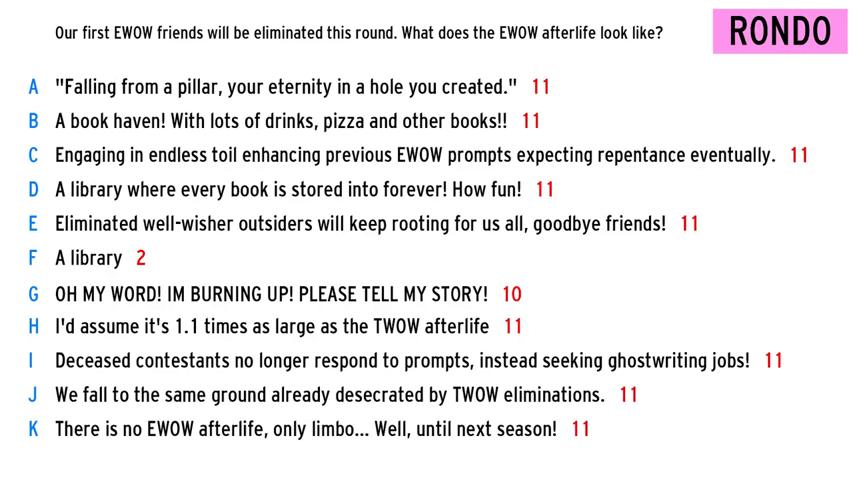 Our first EWOW friends will be eliminated this round. What does the EWOW afterlife look like?
RONDO
A "Falling from a pillar, your eternity in a hole you created." 11
B A book haven! With lots of drinks, pizza and other books!! 11
C Engaging in endless toil enhancing previous EWOW prompts expecting repentance eventually. 11
D A library where every book is stored into forever! How fun! 11
E Eliminated well-wisher outsiders will keep rooting for us all, goodbye friends! 11
F A library 2
G OH MY WORD! IM BURNING UP! PLEASE TELL MY STORY! 10
H I'd assume it's 1.1 times as large as the TWOW afterlife 11
I Deceased contestants no longer respond to prompts, instead seeking ghostwriting jobs! 11
J We fall to the same ground already desecrated by TWOW eliminations. 11
K There is no EWOW afterlife, only limbo... Well, until next season! 11